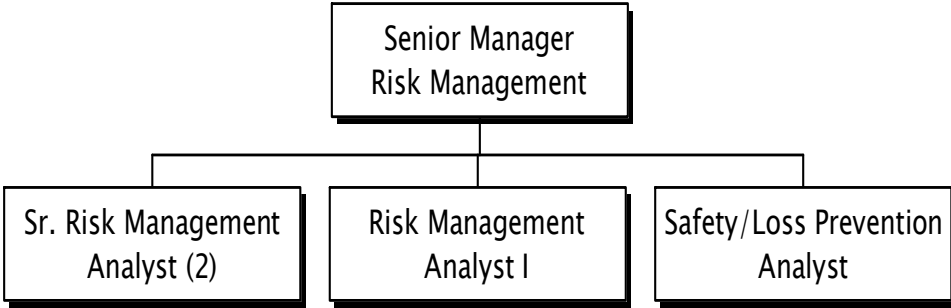 Senior Manager
Risk Management
Sr. Risk Management
Analyst (2)
Risk Management
Analyst I
Safety/Loss Prevention
Analyst